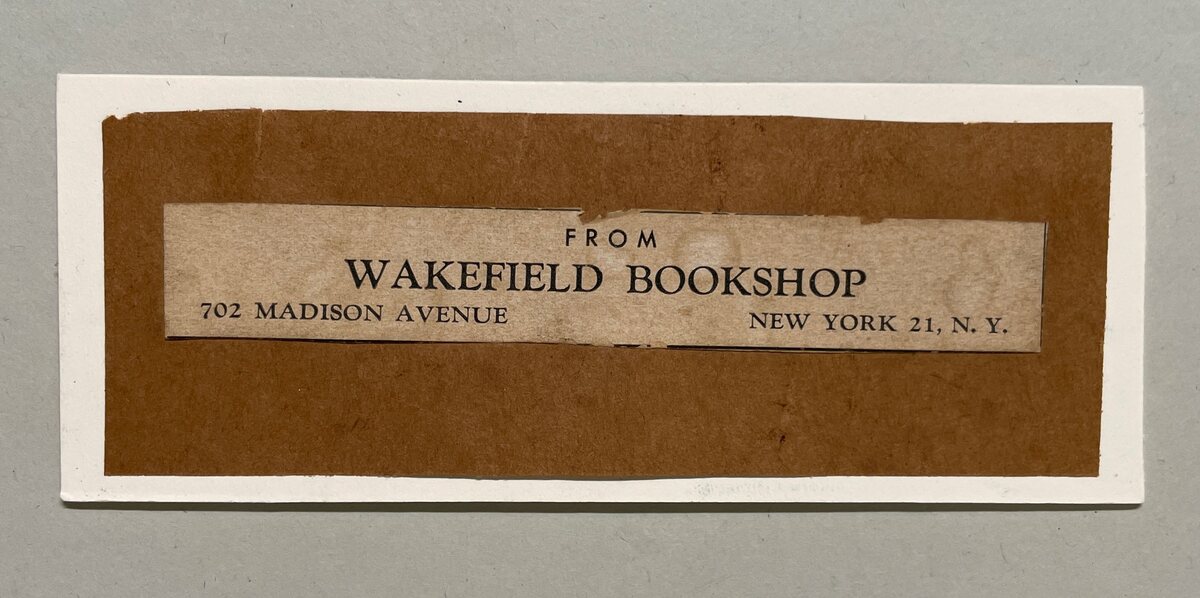 FROM
WAKEFIELD BOOKSHOP
702 MADISON AVENUE NEW YORK 21, N. Y.